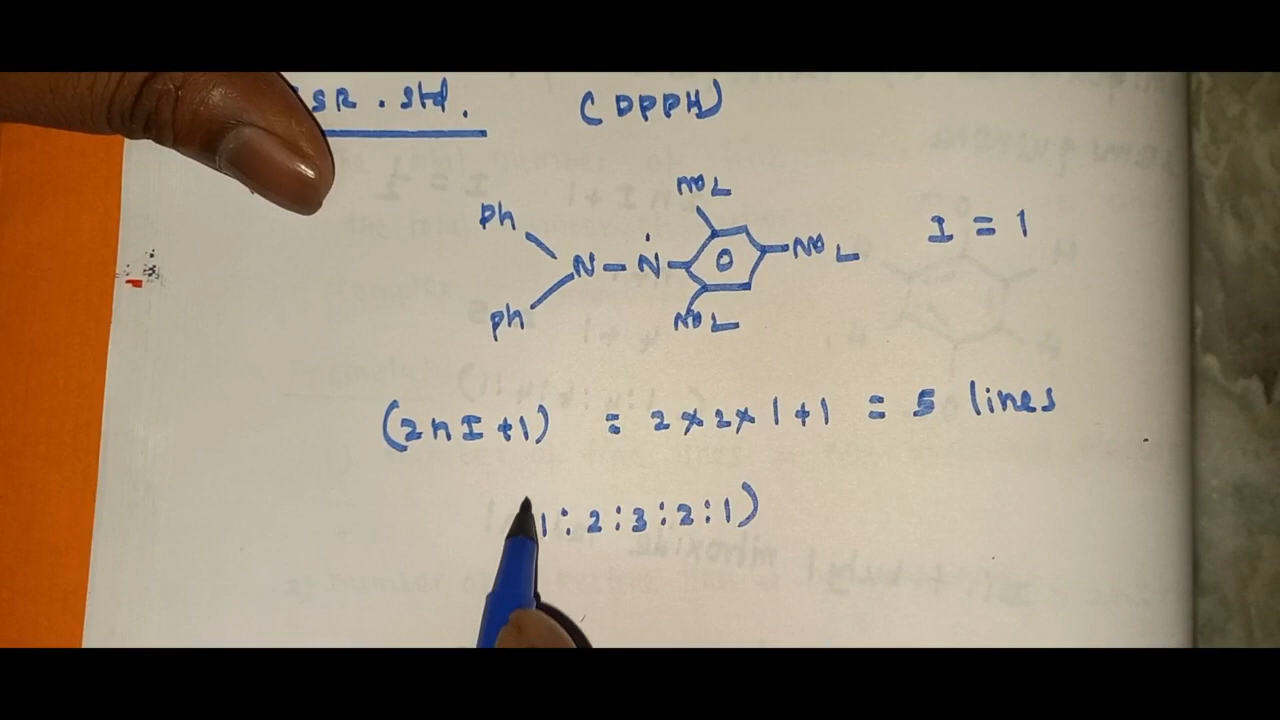 SR. Std. (DPPH)
NO2
Ph
N – N – NO2 I = 1
Ph
NO2
(2nI+1) = 2×2×1+1 = 5 lines
1:2:3:2:1)